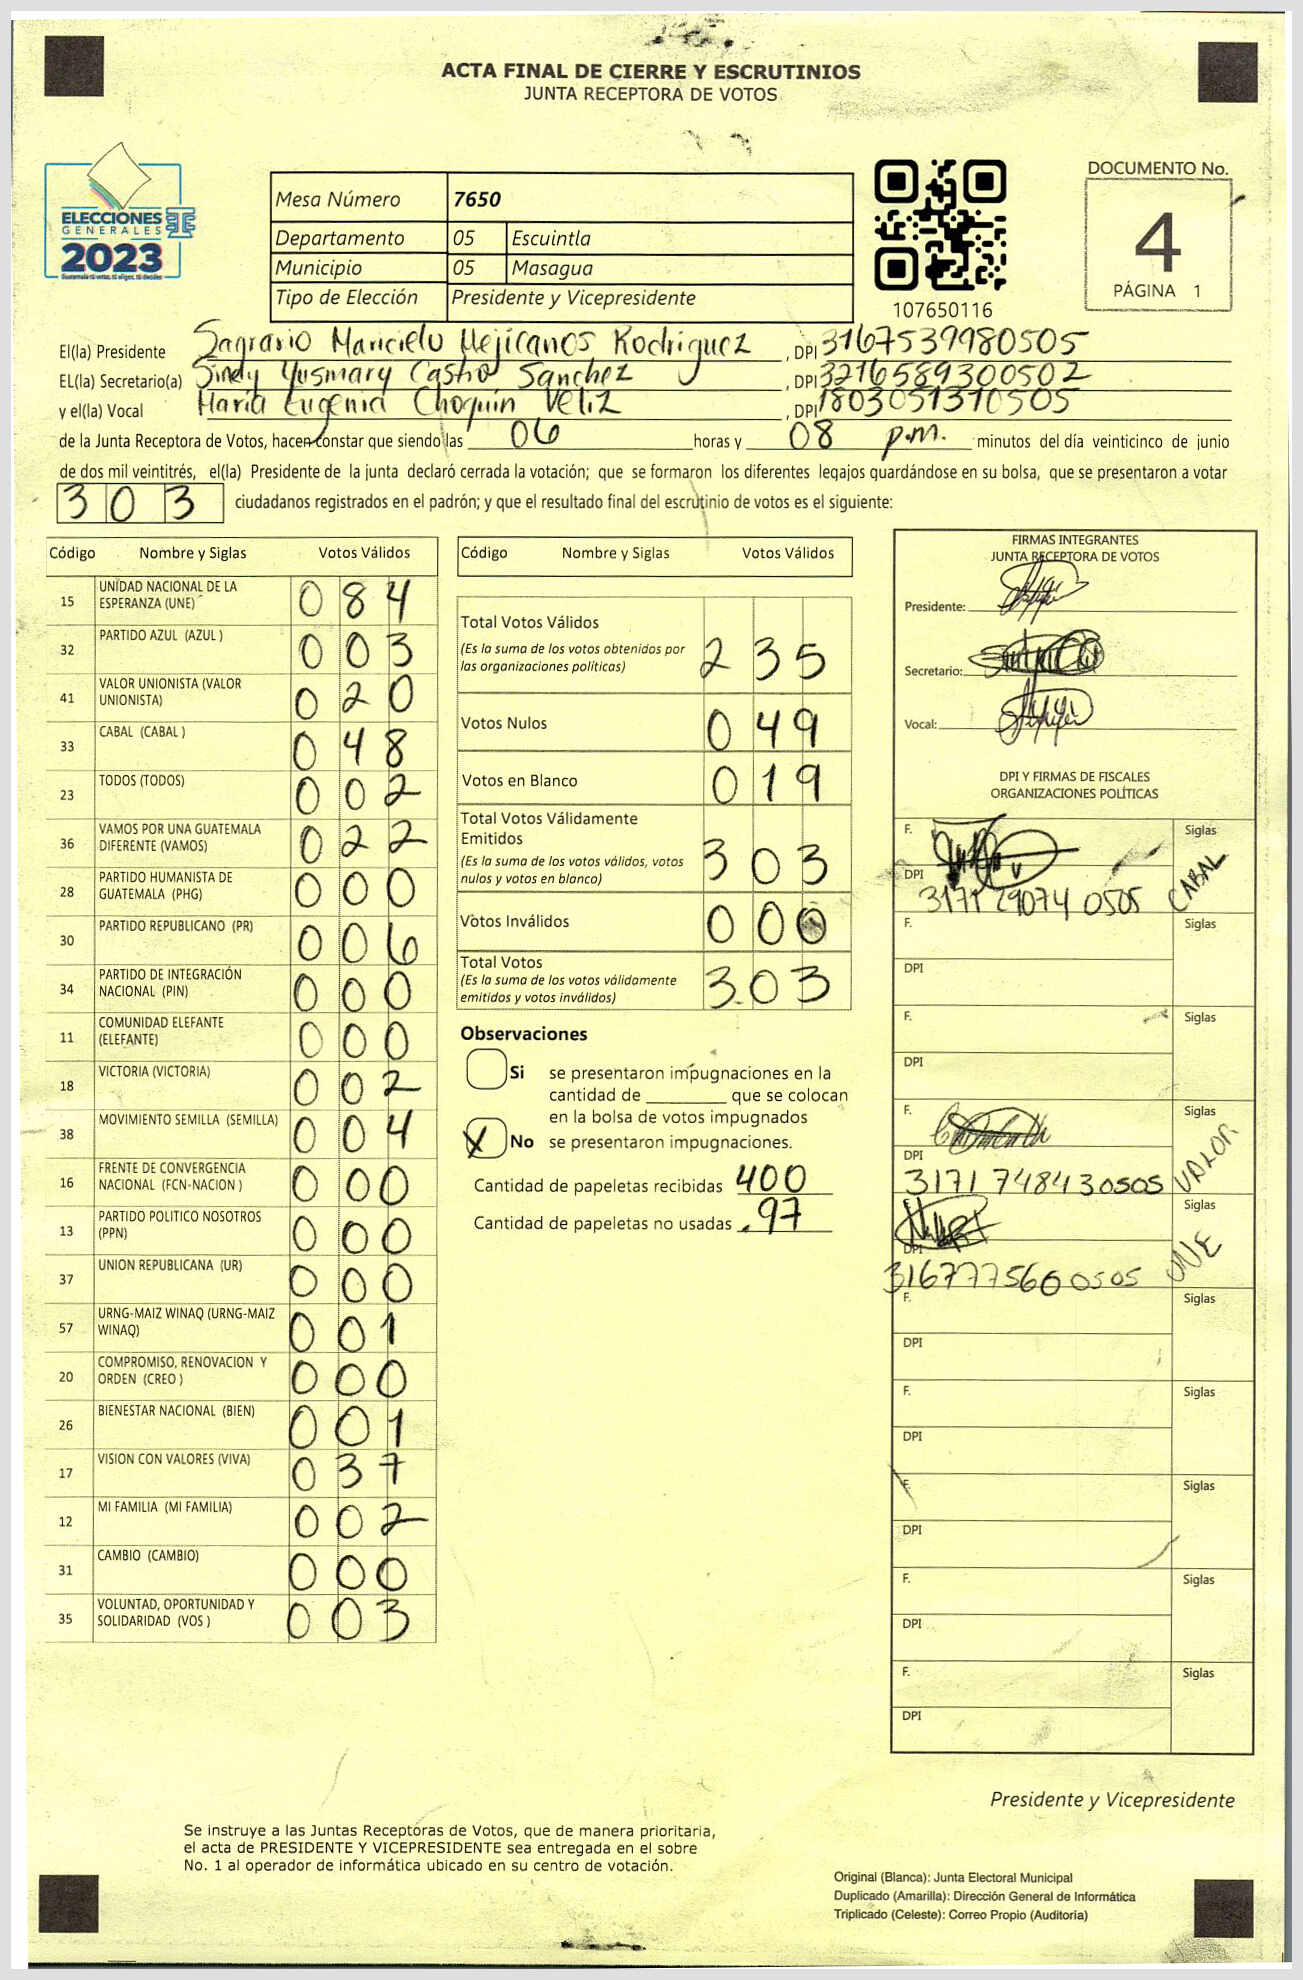 ACTA FINAL DE CIERRE Y ESCRUTINIOS
JUNTA RECEPTORA DE VOTOS
ELECCIONES
GENERALES
2023
Guatemala tú votas, tú eliges, tú decides
Mesa Número 7650
Departamento 05 Escuintla
Municipio 05 Masagua
Tipo de Elección Presidente y Vicepresidente
107650116
DOCUMENTO No.
4
PÁGINA 1
El(la) Presidente Sagrario Maricielo Mejicanos Rodriguez , DPI 3167539980505
EL(la) Secretario(a) Sindy Yusmary Castro Sanchez , DPI 3216589300502
y el(la) Vocal Maria Eugenia Choquin Veliz , DPI 1803051370505
de la Junta Receptora de Votos, hacen constar que siendo las 06 horas y 08 p.m. minutos del día veinticinco de junio
de dos mil veintitrés, el(la) Presidente de la junta declaró cerrada la votación; que se formaron los diferentes legajos guardándose en su bolsa, que se presentaron a votar
303 ciudadanos registrados en el padrón; y que el resultado final del escrutinio de votos es el siguiente:
Código Nombre y Siglas Votos Válidos
15 UNIDAD NACIONAL DE LA ESPERANZA (UNE) 084
32 PARTIDO AZUL (AZUL ) 003
41 VALOR UNIONISTA (VALOR UNIONISTA) 020
33 CABAL (CABAL ) 048
23 TODOS (TODOS) 002
36 VAMOS POR UNA GUATEMALA DIFERENTE (VAMOS) 022
28 PARTIDO HUMANISTA DE GUATEMALA (PHG) 000
30 PARTIDO REPUBLICANO (PR) 006
34 PARTIDO DE INTEGRACIÓN NACIONAL (PIN) 000
11 COMUNIDAD ELEFANTE (ELEFANTE) 000
18 VICTORIA (VICTORIA) 002
38 MOVIMIENTO SEMILLA (SEMILLA) 004
16 FRENTE DE CONVERGENCIA NACIONAL (FCN-NACION ) 000
13 PARTIDO POLITICO NOSOTROS (PPN) 000
37 UNION REPUBLICANA (UR) 000
57 URNG-MAIZ WINAQ (URNG-MAIZ WINAQ) 001
20 COMPROMISO, RENOVACION Y ORDEN (CREO ) 000
26 BIENESTAR NACIONAL (BIEN) 001
17 VISION CON VALORES (VIVA) 037
12 MI FAMILIA (MI FAMILIA) 002
31 CAMBIO (CAMBIO) 000
35 VOLUNTAD, OPORTUNIDAD Y SOLIDARIDAD (VOS ) 003
Código Nombre y Siglas Votos Válidos
Total Votos Válidos
(Es la suma de los votos obtenidos por
las organizaciones políticas) 235
Votos Nulos 049
Votos en Blanco 019
Total Votos Válidamente
Emitidos
(Es la suma de los votos válidos, votos
nulos y votos en blanco) 303
Votos Inválidos 000
Total Votos
(Es la suma de los votos válidamente
emitidos y votos inválidos) 303
Observaciones
Si se presentaron impugnaciones en la
cantidad de ________ que se colocan
en la bolsa de votos impugnados
X No se presentaron impugnaciones.
Cantidad de papeletas recibidas 400
Cantidad de papeletas no usadas 97
FIRMAS INTEGRANTES
JUNTA RECEPTORA DE VOTOS
Presidente:
Secretario:
Vocal:
DPI Y FIRMAS DE FISCALES
ORGANIZACIONES POLÍTICAS
F. Siglas
DPI 3171290740505 CABAL
F. Siglas
DPI
F. Siglas
DPI
F. Siglas
DPI 3171748430505 VALOR
Siglas
DPI 3167775600505 UNE
F. Siglas
DPI
F. Siglas
DPI
F. Siglas
DPI
F. Siglas
DPI
F. Siglas
DPI
Presidente y Vicepresidente
Se instruye a las Juntas Receptoras de Votos, que de manera prioritaria,
el acta de PRESIDENTE Y VICEPRESIDENTE sea entregada en el sobre
No. 1 al operador de informática ubicado en su centro de votación.
Original (Blanca): Junta Electoral Municipal
Duplicado (Amarilla): Dirección General de Informática
Triplicado (Celeste): Correo Propio (Auditoría)